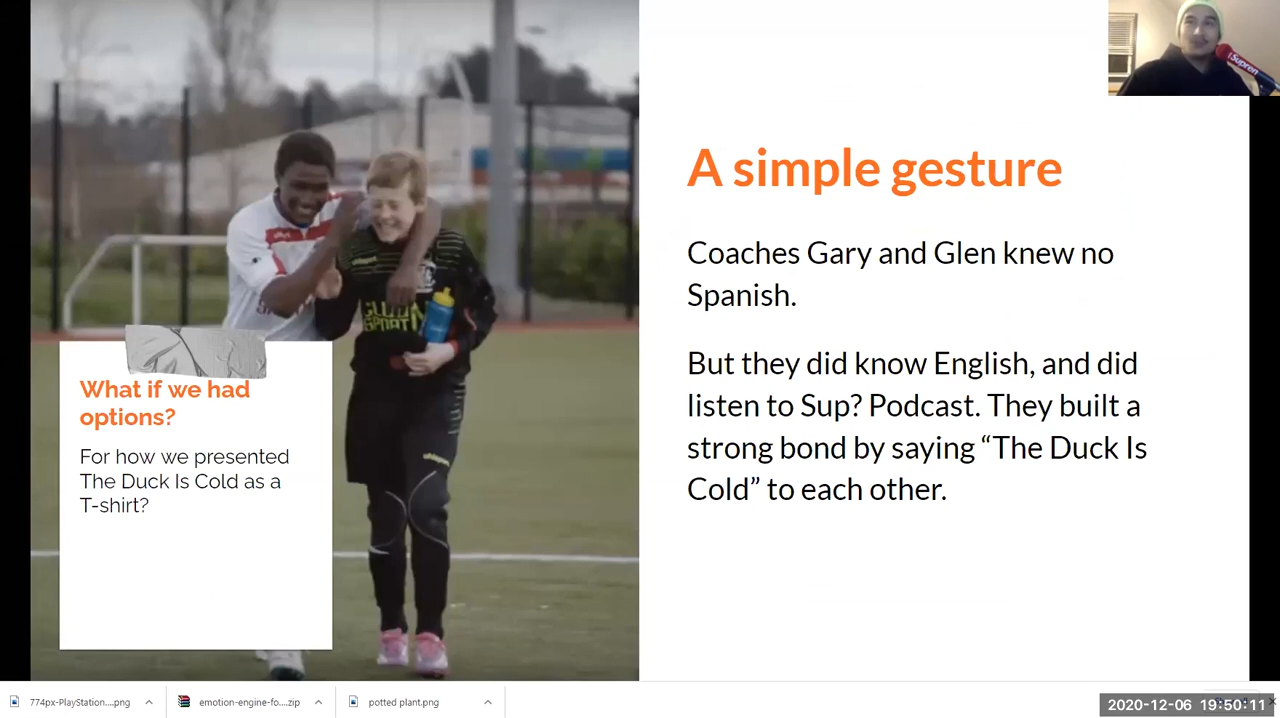 A simple gesture
Coaches Gary and Glen knew no
Spanish.
But they did know English, and did
listen to Sup? Podcast. They built a
strong bond by saying “The Duck Is
Cold” to each other.
What if we had
options?
For how we presented
The Duck Is Cold as a
T-shirt?
Supren
774px-PlayStation....png
emotion-engine-fo....zip
potted plant.png
2020-12-06 19:50:11